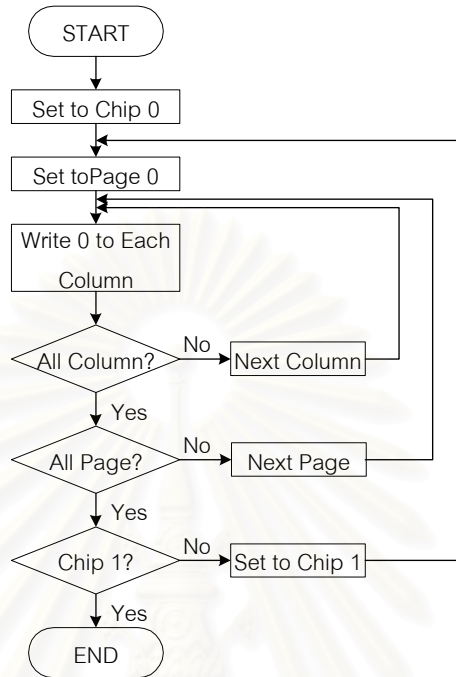 START
Set to Chip 0
Set toPage 0
Write 0 to Each
Column
All Column?
No
Next Column
Yes
All Page?
No
Next Page
Yes
Chip 1?
No
Set to Chip 1
Yes
END